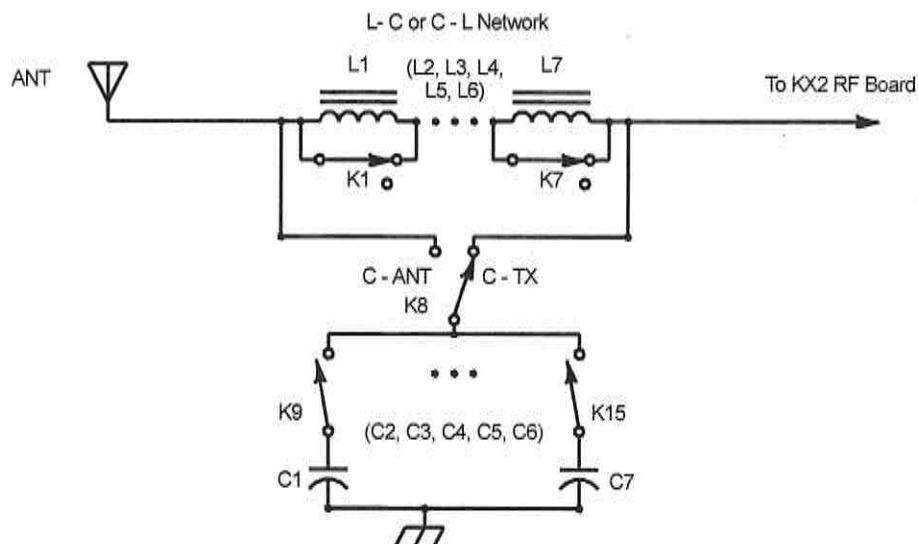 L- C or C - L Network
ANT
L1
(L2, L3, L4,
L5, L6)
L7
To KX2 RF Board
K1
K7
C - ANT
C - TX
K8
K9
K15
(C2, C3, C4, C5, C6)
C1
C7